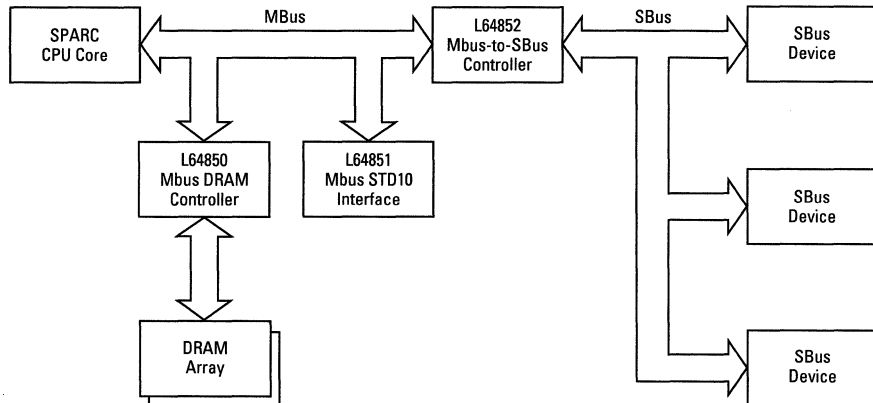 MBus
SBus
SPARC
CPU Core
L64852
Mbus-to-SBus
Controller
SBus
Device
L64850
Mbus DRAM
Controller
L64851
Mbus STD10
Interface
SBus
Device
DRAM
Array
SBus
Device